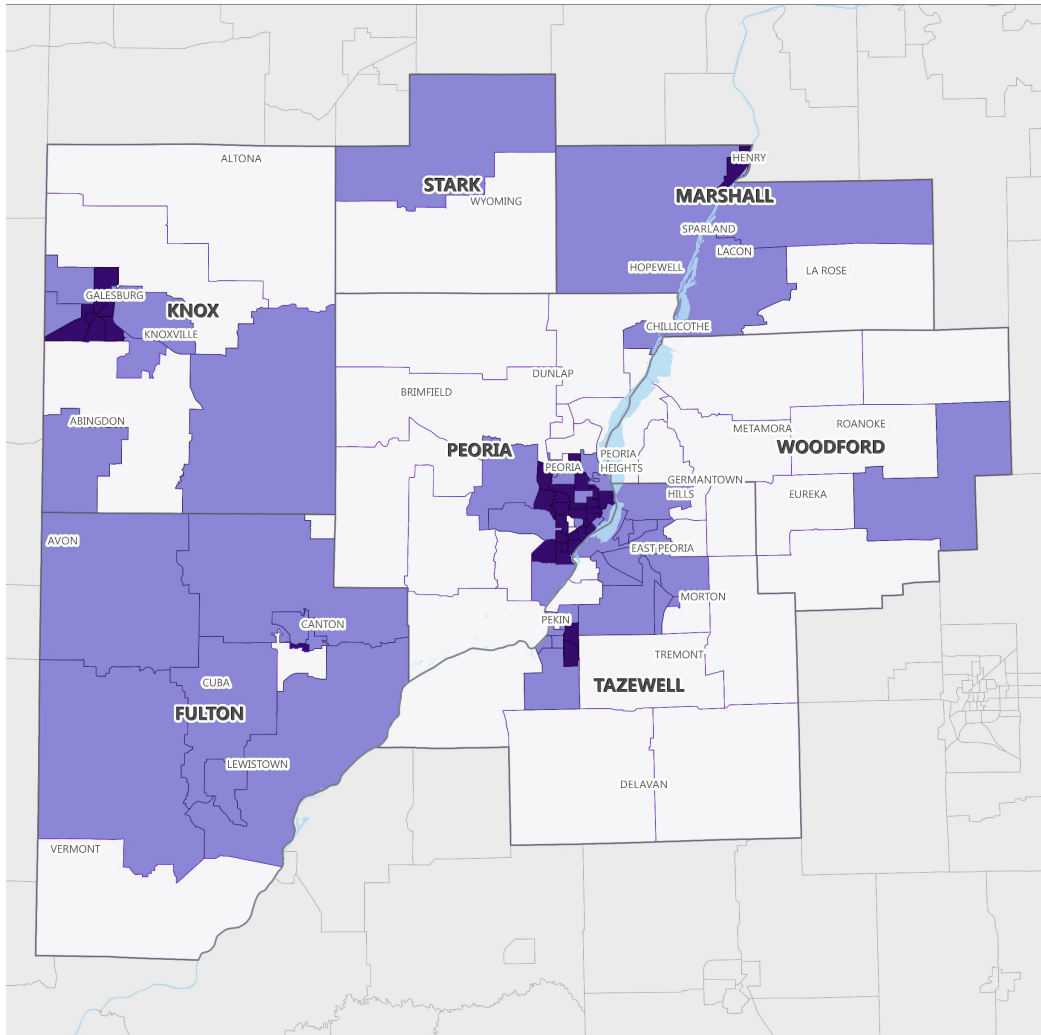 ALTONA
HENRY
STARK
MARSHALL
WYOMING
SPARLAND
LACON
HOPEWELL
LA ROSE
GALESBURG
KNOX
KNOXVILLE
CHILLICOTHE
DUNLAP
BRIMFIELD
ABINGDON
METAMORA
ROANOKE
PEORIA
WOODFORD
PEORIA
HEIGHTS
PEORIA
GERMANTOWN
HILLS
EUREKA
AVON
EAST PEORIA
MORTON
CANTON
PEKIN
TREMONT
CUBA
TAZEWELL
FULTON
LEWISTOWN
DELAVAN
VERMONT